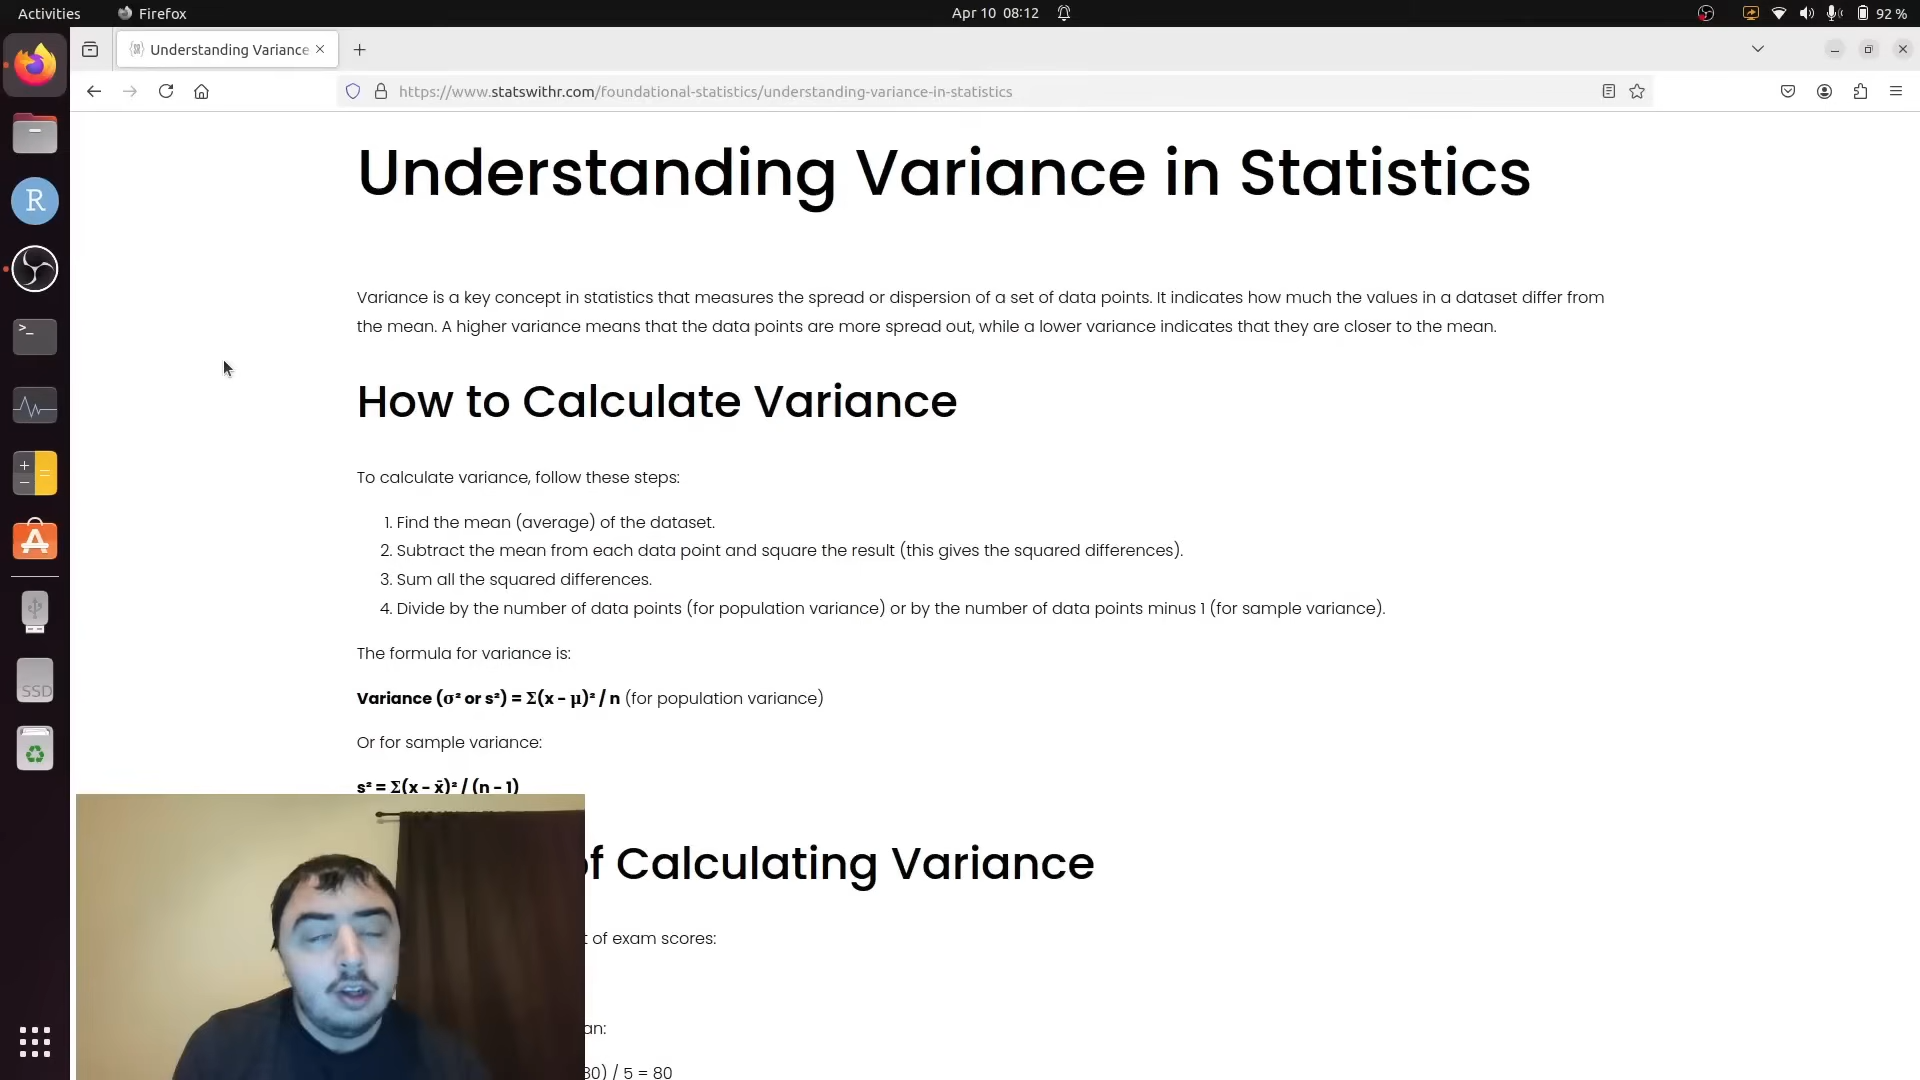 Activities
Firefox
Apr 10 08:12
92 %
Understanding Variance
https://www.statswithr.com/foundational-statistics/understanding-variance-in-statistics
Understanding Variance in Statistics
Variance is a key concept in statistics that measures the spread or dispersion of a set of data points. It indicates how much the values in a dataset differ from
the mean. A higher variance means that the data points are more spread out, while a lower variance indicates that they are closer to the mean.
How to Calculate Variance
To calculate variance, follow these steps:
1. Find the mean (average) of the dataset.
2. Subtract the mean from each data point and square the result (this gives the squared differences).
3. Sum all the squared differences.
4. Divide by the number of data points (for population variance) or by the number of data points minus 1 (for sample variance).
The formula for variance is:
Variance (σ² or s²) = Σ(x − μ)² / n (for population variance)
Or for sample variance:
s² = Σ(x − x̄)² / (n − 1)
of Calculating Variance
of exam scores:
an:
) / 5 = 80
R
SSD